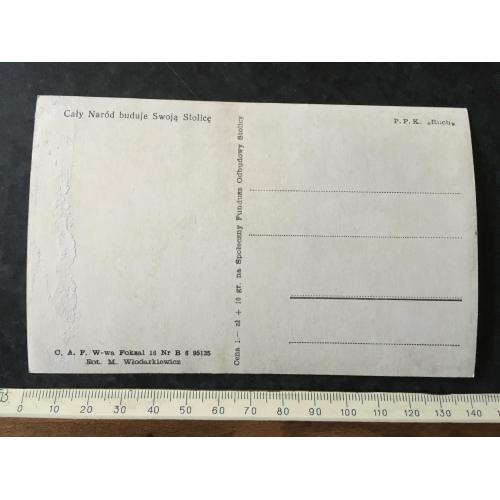 Cały Naród buduje Swoją Stolicę
P. P. K. „Ruch"
Cena 1.— zł + 10 gr. na Społeczny Fundusz Odbudowy Stolicy
C. A. F. W-wa Foksal 16 Nr B 6 95135
Fot. M. Włodarkiewicz
0 10 20 30 40 50 60 70 80 90 100 110 120 130 140 150